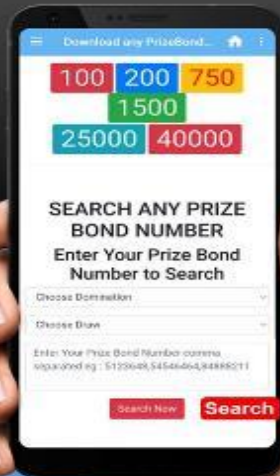 Download any PrizeBond...
100 200 750
1500
25000 40000
SEARCH ANY PRIZE
BOND NUMBER
Enter Your Prize Bond
Number to Search
Choose Domination
Choose Draw
Enter Your Prize Bond Number comma
separated eg : 5123648,54546464,84888211
Search Now
Search